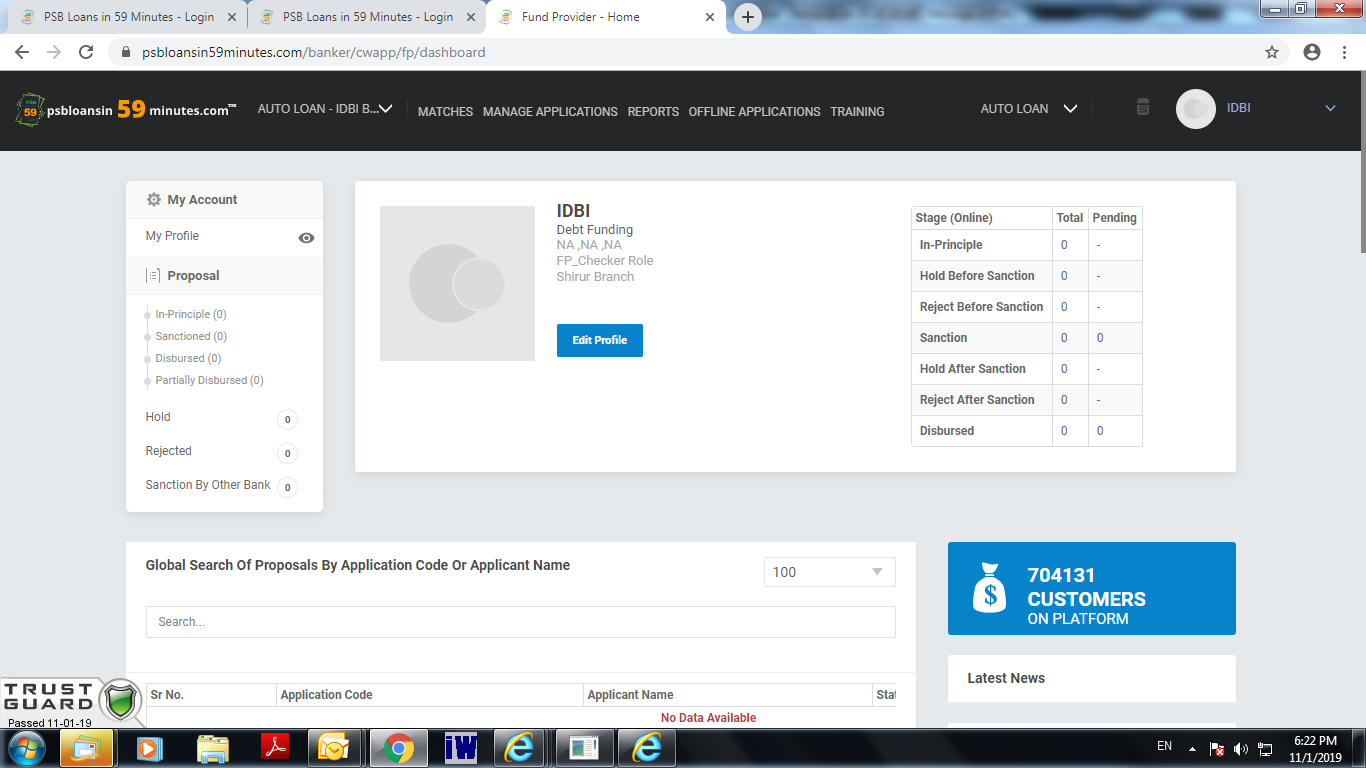 PSB Loans in 59 Minutes - Login
PSB Loans in 59 Minutes - Login
Fund Provider - Home
psbloansin59minutes.com/banker/cwapp/fp/dashboard
psbloansin 59 minutes.com™
AUTO LOAN - IDBI B...
MATCHES
MANAGE APPLICATIONS
REPORTS
OFFLINE APPLICATIONS
TRAINING
AUTO LOAN
IDBI
My Account
My Profile
Proposal
In-Principle (0)
Sanctioned (0)
Disbursed (0)
Partially Disbursed (0)
Hold 0
Rejected 0
Sanction By Other Bank 0
IDBI
Debt Funding
NA ,NA ,NA
FP_Checker Role
Shirur Branch
Edit Profile
Stage (Online) Total Pending
In-Principle 0 -
Hold Before Sanction 0 -
Reject Before Sanction 0 -
Sanction 0 0
Hold After Sanction 0 -
Reject After Sanction 0 -
Disbursed 0 0
Global Search Of Proposals By Application Code Or Applicant Name
100
Search...
Sr No. Application Code Applicant Name Stat
No Data Available
704131
CUSTOMERS
ON PLATFORM
Latest News
TRUST
GUARD
Passed 11-01-19
iW
EN
6:22 PM
11/1/2019